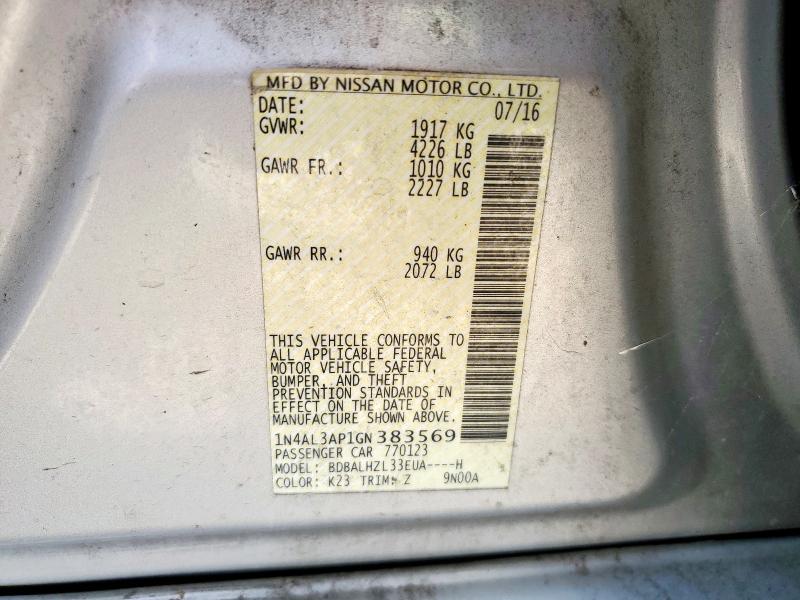 MFD BY NISSAN MOTOR CO., LTD.
DATE: 07/16
GVWR: 1917 KG
4226 LB
GAWR FR.: 1010 KG
2227 LB
GAWR RR.: 940 KG
2072 LB
THIS VEHICLE CONFORMS TO
ALL APPLICABLE FEDERAL
MOTOR VEHICLE SAFETY,
BUMPER, AND THEFT
PREVENTION STANDARDS IN
EFFECT ON THE DATE OF
MANUFACTURE SHOWN ABOVE.
1N4AL3AP1GN 383569
PASSENGER CAR 770123
MODEL: BDBALHZL33EUA----H
COLOR: K23 TRIM: Z 9N00A